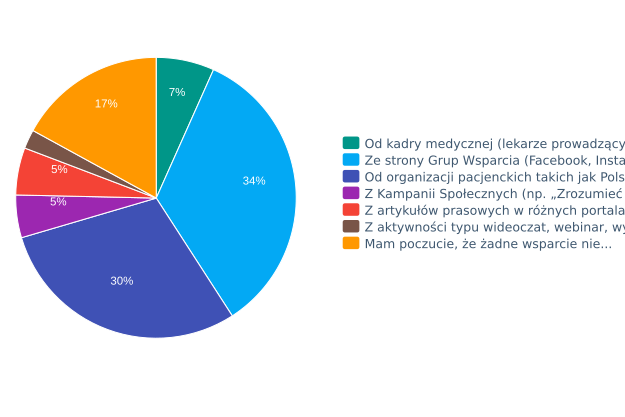 7%
34%
30%
5%
5%
17%
Od kadry medycznej (lekarze prowadzący
Ze strony Grup Wsparcia (Facebook, Insta
Od organizacji pacjenckich takich jak Pols
Z Kampanii Społecznych (np. „Zrozumieć
Z artykułów prasowych w różnych portala
Z aktywności typu wideoczat, webinar, wy
Mam poczucie, że żadne wsparcie nie...